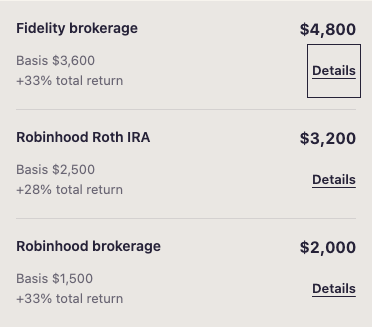 Fidelity brokerage
$4,800
Basis $3,600
+33% total return
Details
Robinhood Roth IRA
$3,200
Basis $2,500
+28% total return
Details
Robinhood brokerage
$2,000
Basis $1,500
+33% total return
Details